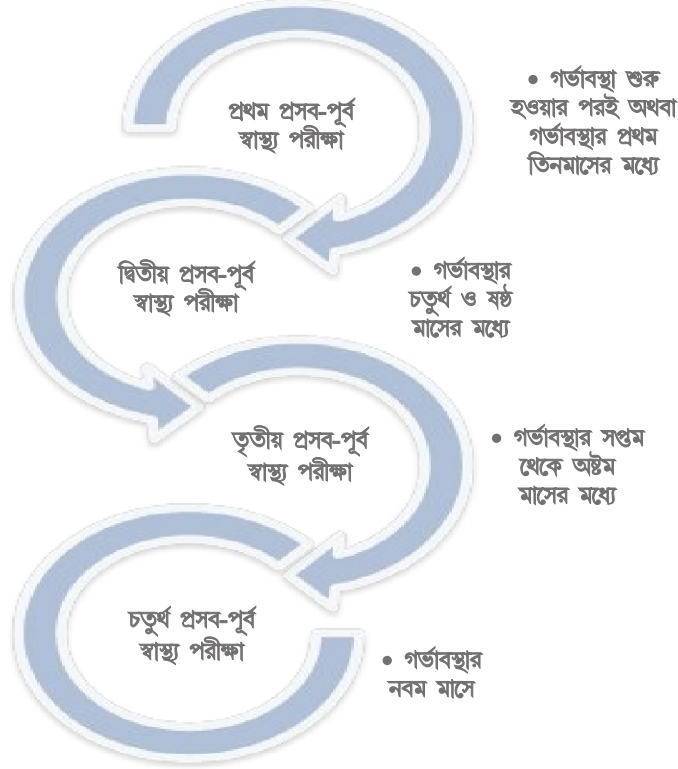 প্রথম প্রসব-পূর্ব
স্বাস্থ্য পরীক্ষা
• গর্ভাবস্থা শুরু
হওয়ার পরই অথবা
গর্ভাবস্থার প্রথম
তিনমাসের মধ্যে
দ্বিতীয় প্রসব-পূর্ব
স্বাস্থ্য পরীক্ষা
• গর্ভাবস্থার
চতুর্থ ও ষষ্ঠ
মাসের মধ্যে
তৃতীয় প্রসব-পূর্ব
স্বাস্থ্য পরীক্ষা
• গর্ভাবস্থার সপ্তম
থেকে অষ্টম
মাসের মধ্যে
চতুর্থ প্রসব-পূর্ব
স্বাস্থ্য পরীক্ষা
• গর্ভাবস্থার
নবম মাসে